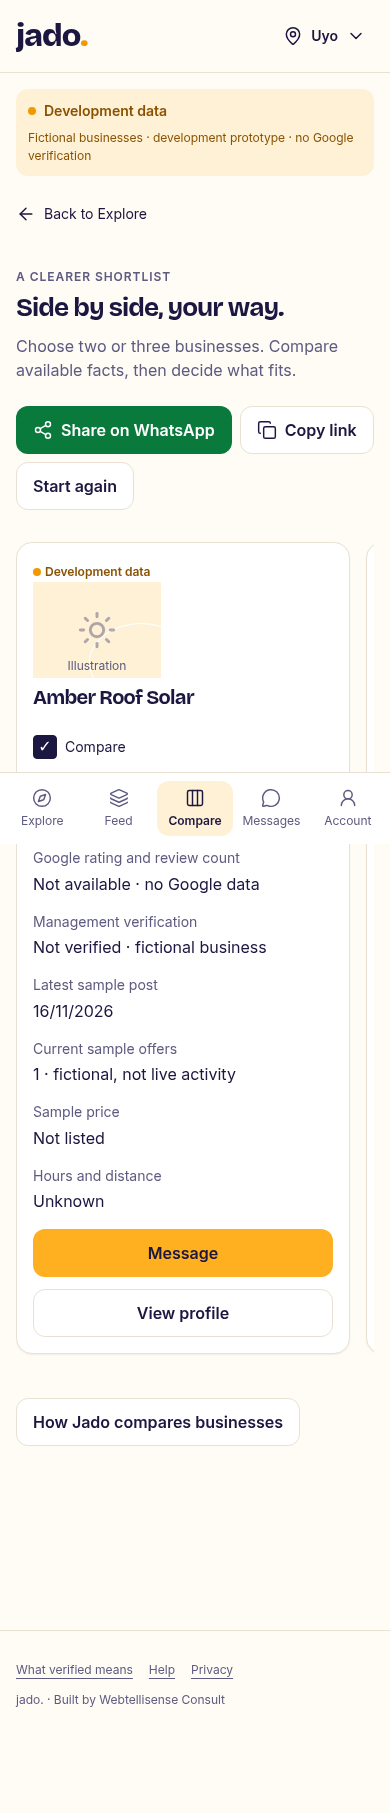 jado.
Uyo
Development data
Fictional businesses · development prototype · no Google
verification
Back to Explore
A CLEARER SHORTLIST
Side by side, your way.
Choose two or three businesses. Compare
available facts, then decide what fits.
Share on WhatsApp
Copy link
Start again
Development data
Illustration
Amber Roof Solar
Compare
Explore
Feed
Compare
Messages
Account
Google rating and review count
Not available · no Google data
Management verification
Not verified · fictional business
Latest sample post
16/11/2026
Current sample offers
1 · fictional, not live activity
Sample price
Not listed
Hours and distance
Unknown
Message
View profile
How Jado compares businesses
What verified means
Help
Privacy
jado. · Built by Webtellisense Consult